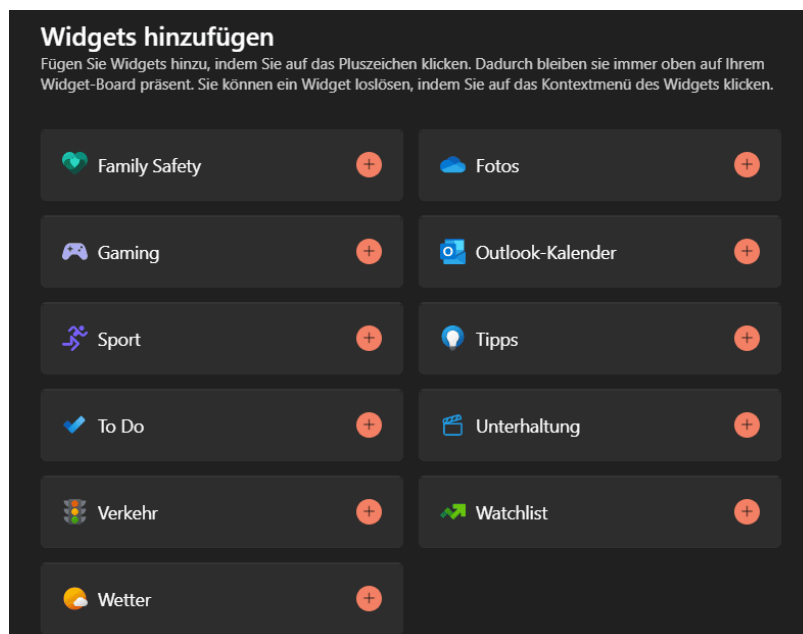 Widgets hinzufügen
Fügen Sie Widgets hinzu, indem Sie auf das Pluszeichen klicken. Dadurch bleiben sie immer oben auf Ihrem
Widget-Board präsent. Sie können ein Widget loslösen, indem Sie auf das Kontextmenü des Widgets klicken.
Family Safety
Fotos
Gaming
Outlook-Kalender
Sport
Tipps
To Do
Unterhaltung
Verkehr
Watchlist
Wetter